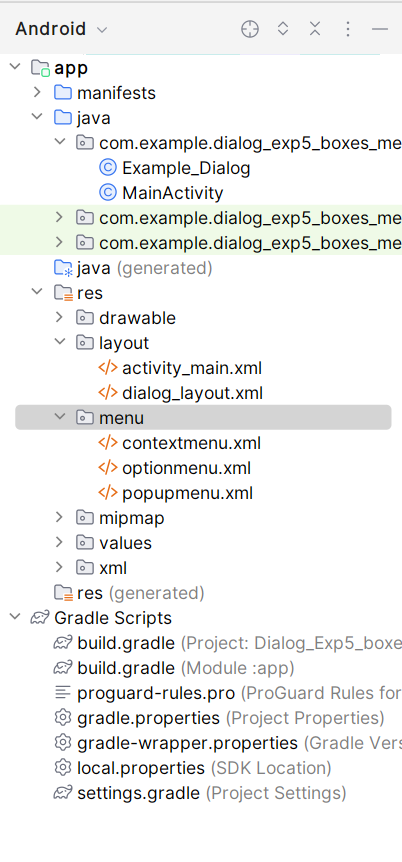 Android
app
manifests
java
com.example.dialog_exp5_boxes_me
Example_Dialog
MainActivity
com.example.dialog_exp5_boxes_me
com.example.dialog_exp5_boxes_me
java (generated)
res
drawable
layout
activity_main.xml
dialog_layout.xml
menu
contextmenu.xml
optionmenu.xml
popupmenu.xml
mipmap
values
xml
res (generated)
Gradle Scripts
build.gradle (Project: Dialog_Exp5_boxe
build.gradle (Module :app)
proguard-rules.pro (ProGuard Rules for
gradle.properties (Project Properties)
gradle-wrapper.properties (Gradle Vers
local.properties (SDK Location)
settings.gradle (Project Settings)